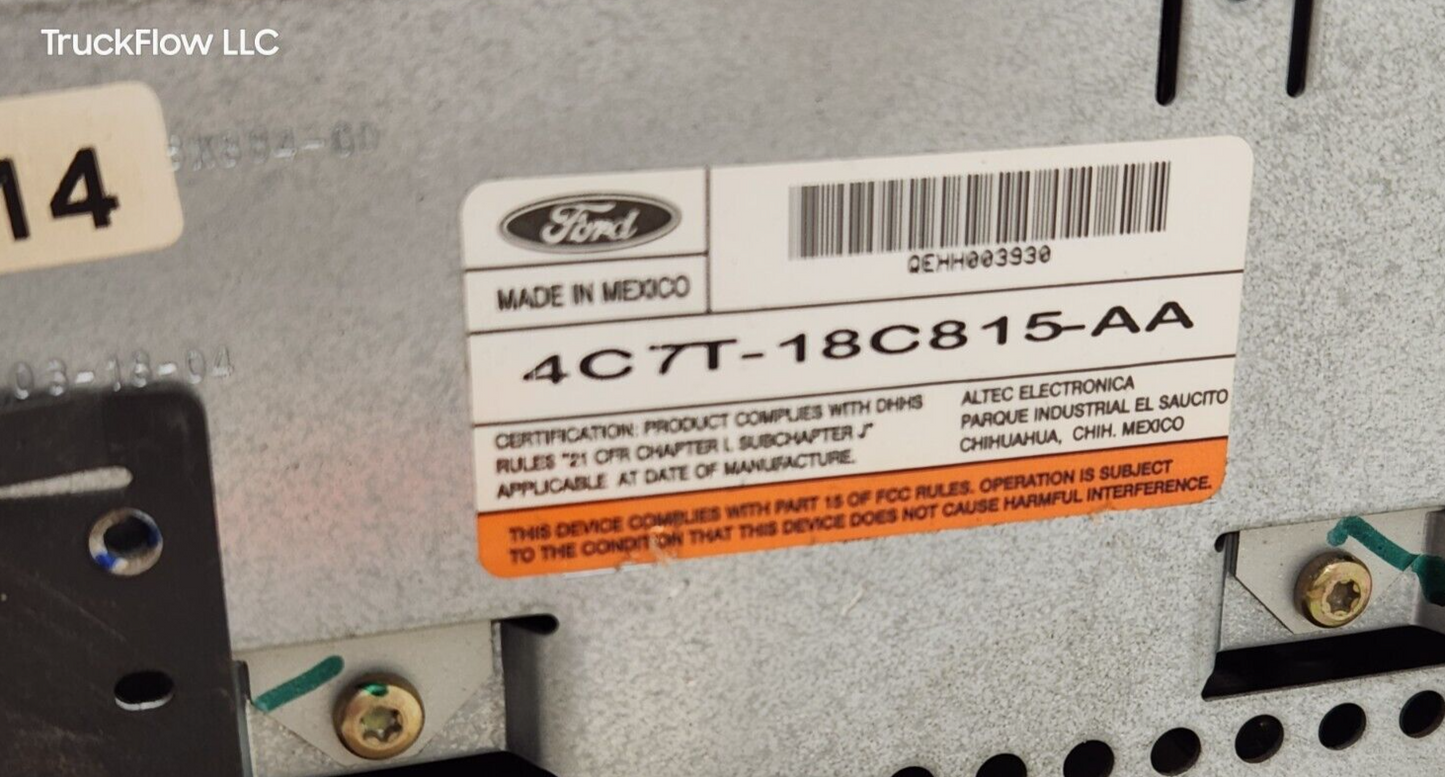 TruckFlow LLC
14
Ford
MADE IN MEXICO
QEHH003930
4C7T-18C815-AA
CERTIFICATION: PRODUCT COMPLIES WITH DHHS
RULES "21 CFR CHAPTER I, SUBCHAPTER J"
APPLICABLE AT DATE OF MANUFACTURE.
ALTEC ELECTRONICA
PARQUE INDUSTRIAL EL SAUCITO
CHIHUAHUA, CHIH. MEXICO
THIS DEVICE COMPLIES WITH PART 15 OF FCC RULES. OPERATION IS SUBJECT
TO THE CONDITION THAT THIS DEVICE DOES NOT CAUSE HARMFUL INTERFERENCE.
03-18-04